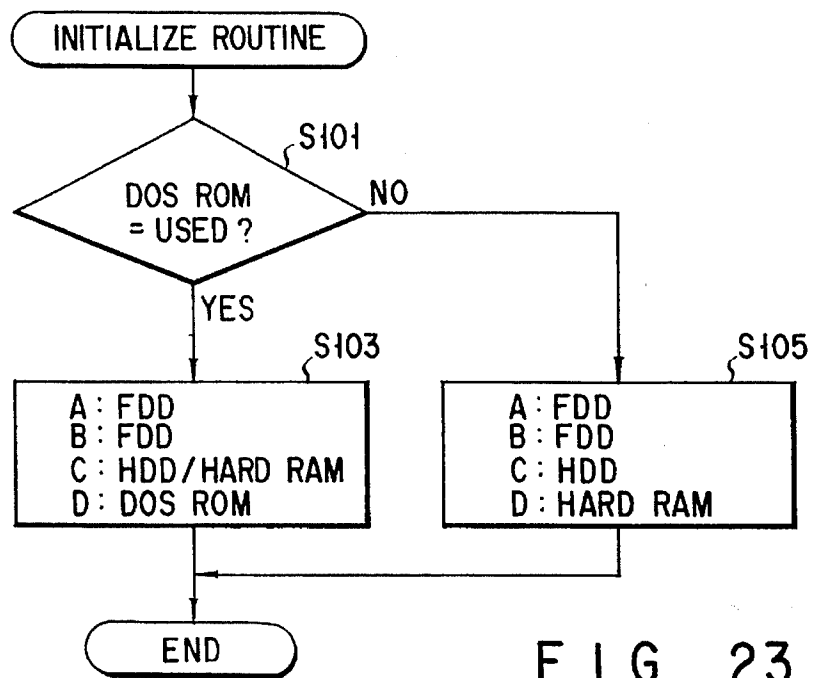 INITIALIZE ROUTINE
S101
DOS ROM
= USED ?
NO
YES
S103
A : FDD
B : FDD
C : HDD/HARD RAM
D : DOS ROM
S105
A : FDD
B : FDD
C : HDD
D : HARD RAM
END
FIG 23